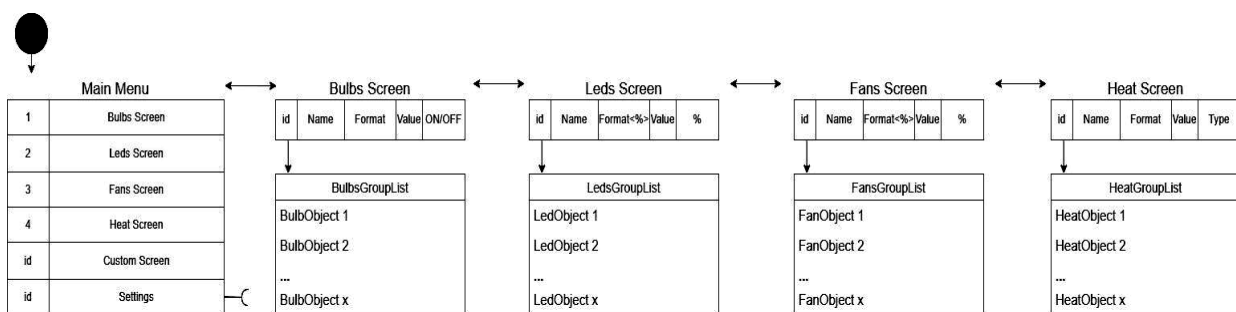 Main Menu
1 Bulbs Screen
2 Leds Screen
3 Fans Screen
4 Heat Screen
id Custom Screen
id Settings
Bulbs Screen
id Name Format Value ON/OFF
BulbsGroupList
BulbObject 1
BulbObject 2
...
BulbObject x
Leds Screen
id Name Format<%> Value %
LedsGroupList
LedObject 1
LedObject 2
...
LedObject x
Fans Screen
id Name Format<%> Value %
FansGroupList
FanObject 1
FanObject 2
...
FanObject x
Heat Screen
id Name Format Value Type
HeatGroupList
HeatObject 1
HeatObject 2
...
HeatObject x